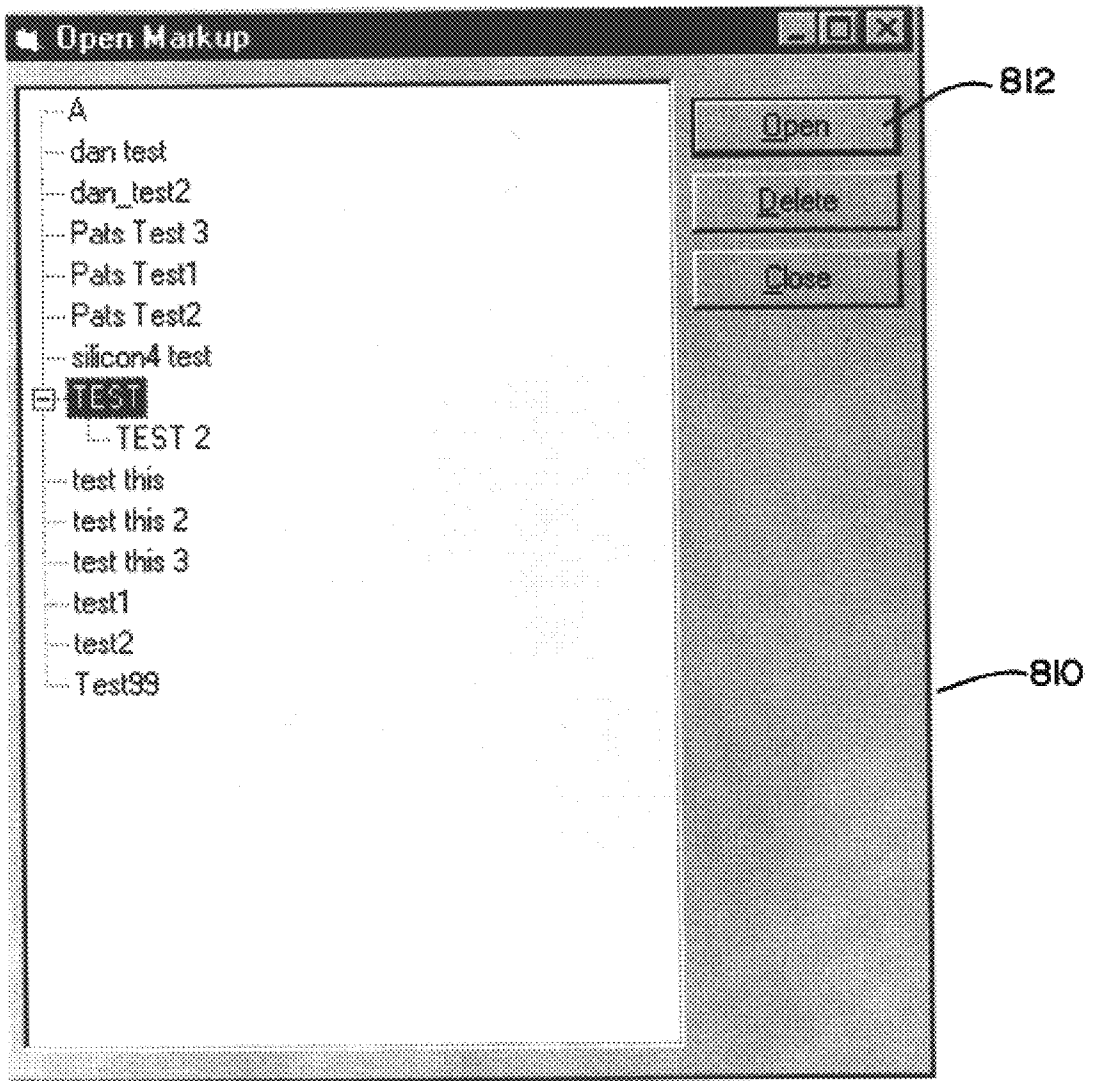 Open Markup
812
A
Open
dan test
dan_test2
Delete
Pats Test 3
Pats Test1
Close
Pats Test2
silicon4 test
TEST
TEST 2
test this
test this 2
test this 3
test1
test2
Test99
810